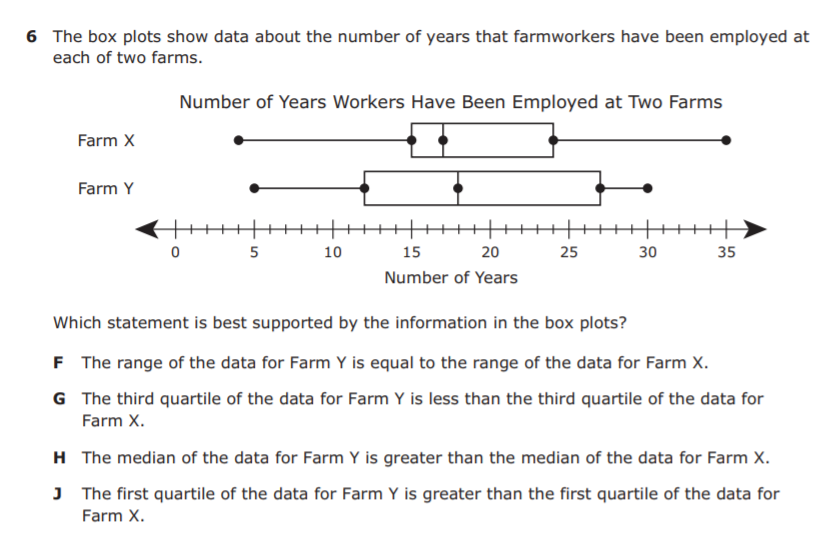 6 The box plots show data about the number of years that farmworkers have been employed at
each of two farms.
Number of Years Workers Have Been Employed at Two Farms
Farm X
Farm Y
0 5 10 15 20 25 30 35
Number of Years
Which statement is best supported by the information in the box plots?
F The range of the data for Farm Y is equal to the range of the data for Farm X.
G The third quartile of the data for Farm Y is less than the third quartile of the data for
Farm X.
H The median of the data for Farm Y is greater than the median of the data for Farm X.
J The first quartile of the data for Farm Y is greater than the first quartile of the data for
Farm X.